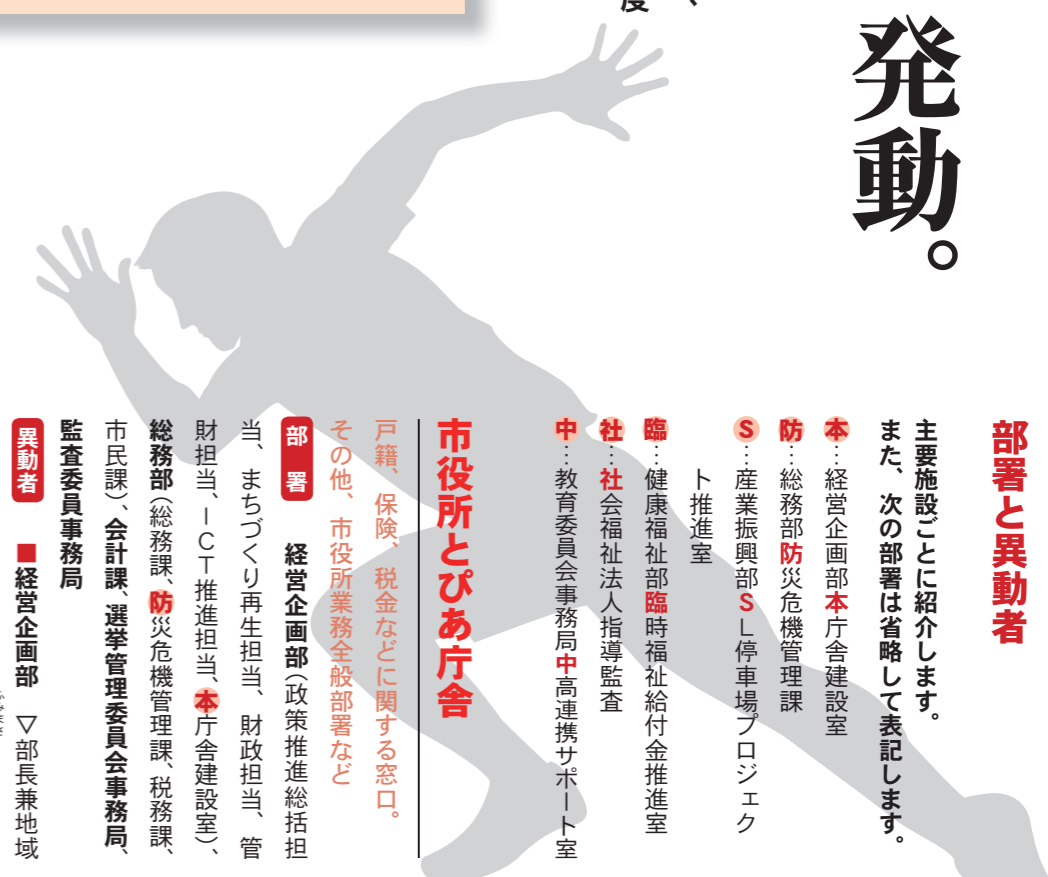 発動。
、
度
部署と異動者
主要施設ごとに紹介します。
また、次の部署は省略して表記します。
本…経営企画部本庁舎建設室
防…総務部防災危機管理課
S…産業振興部SL停車場プロジェク
ト推進室
臨…健康福祉部臨時福祉給付金推進室
社…社会福祉法人指導監査
中…教育委員会事務局中高連携サポート室
市役所とぴあ庁舎
戸籍、保険、税金などに関する窓口。
その他、市役所業務全般部署など
部署 経営企画部(政策推進総括担
当、まちづくり再生担当、財政担当、管
財担当、ICT推進担当、本庁舎建設室)、
総務部(総務課、防災危機管理課、税務課、
市民課)、会計課、選挙管理委員会事務局、
監査委員事務局
異動者 ■経営企画部 ▽部長兼地域